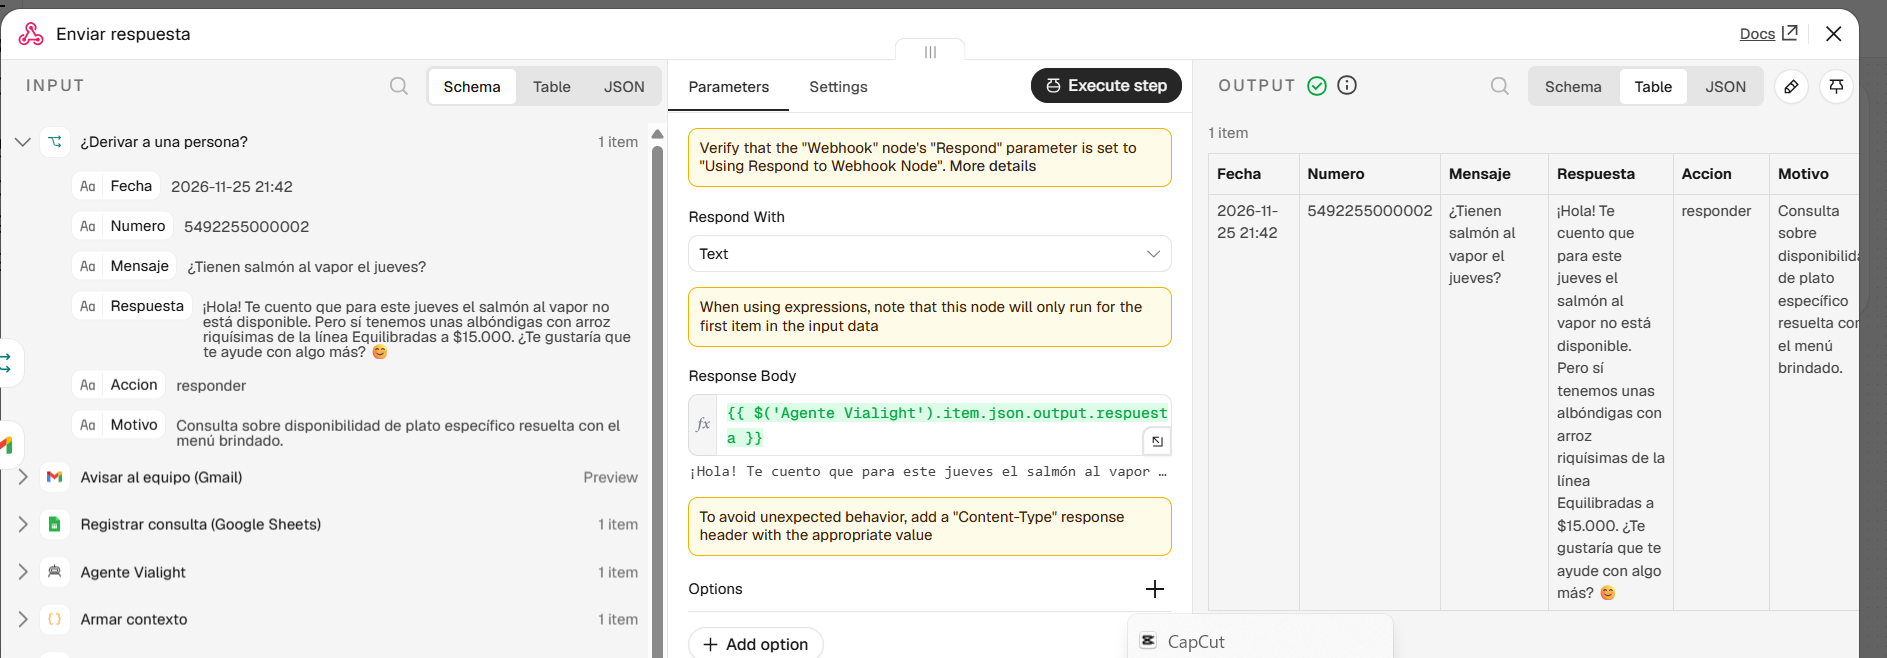 Enviar respuesta
Docs
INPUT
Schema
Table
JSON
¿Derivar a una persona?
1 item
Aa Fecha 2026-11-25 21:42
Aa Numero 5492255000002
Aa Mensaje ¿Tienen salmón al vapor el jueves?
Aa Respuesta ¡Hola! Te cuento que para este jueves el salmón al vapor no
está disponible. Pero sí tenemos unas albóndigas con arroz
riquísimas de la línea Equilibradas a $15.000. ¿Te gustaría que
te ayude con algo más? 😊
Aa Accion responder
Aa Motivo Consulta sobre disponibilidad de plato específico resuelta con el
menú brindado.
Avisar al equipo (Gmail)
Preview
Registrar consulta (Google Sheets)
1 item
Agente Vialight
1 item
Armar contexto
1 item
Parameters
Settings
Execute step
Verify that the "Webhook" node's "Respond" parameter is set to
"Using Respond to Webhook Node". More details
Respond With
Text
When using expressions, note that this node will only run for the
first item in the input data
Response Body
fx
{{ $('Agente Vialight').item.json.output.respuest
a }}
¡Hola! Te cuento que para este jueves el salmón al vapor …
To avoid unexpected behavior, add a "Content-Type" response
header with the appropriate value
Options
Add option
CapCut
OUTPUT
Schema
Table
JSON
1 item
Fecha
Numero
Mensaje
Respuesta
Accion
Motivo
2026-11-
25 21:42
5492255000002
¿Tienen
salmón al
vapor el
jueves?
¡Hola! Te
cuento que
para este
jueves el
salmón al
vapor no está
disponible.
Pero sí
tenemos unas
albóndigas con
arroz
riquísimas de la
línea
Equilibradas a
$15.000. ¿Te
gustaría que te
ayude con algo
más? 😊
responder
Consulta
sobre
disponibilida
de plato
específico
resuelta con
el menú
brindado.